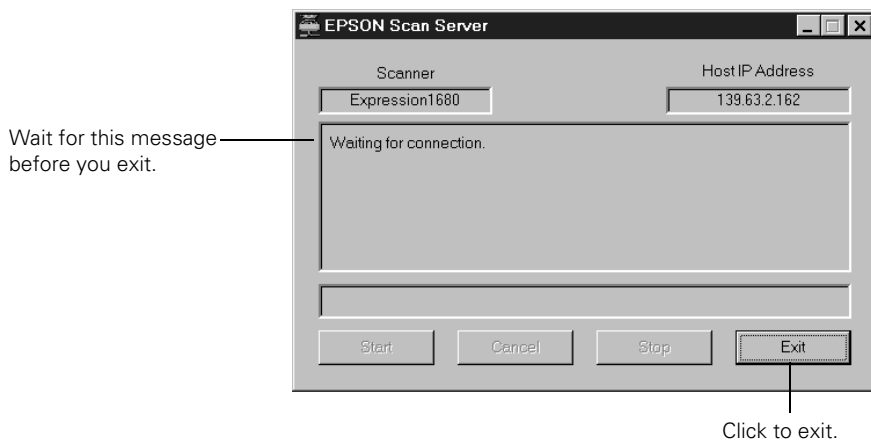 EPSON Scan Server
Scanner
Host IP Address
Expression1680
139.63.2.162
Wait for this message
before you exit.
Waiting for connection.
Start
Cancel
Stop
Exit
Click to exit.